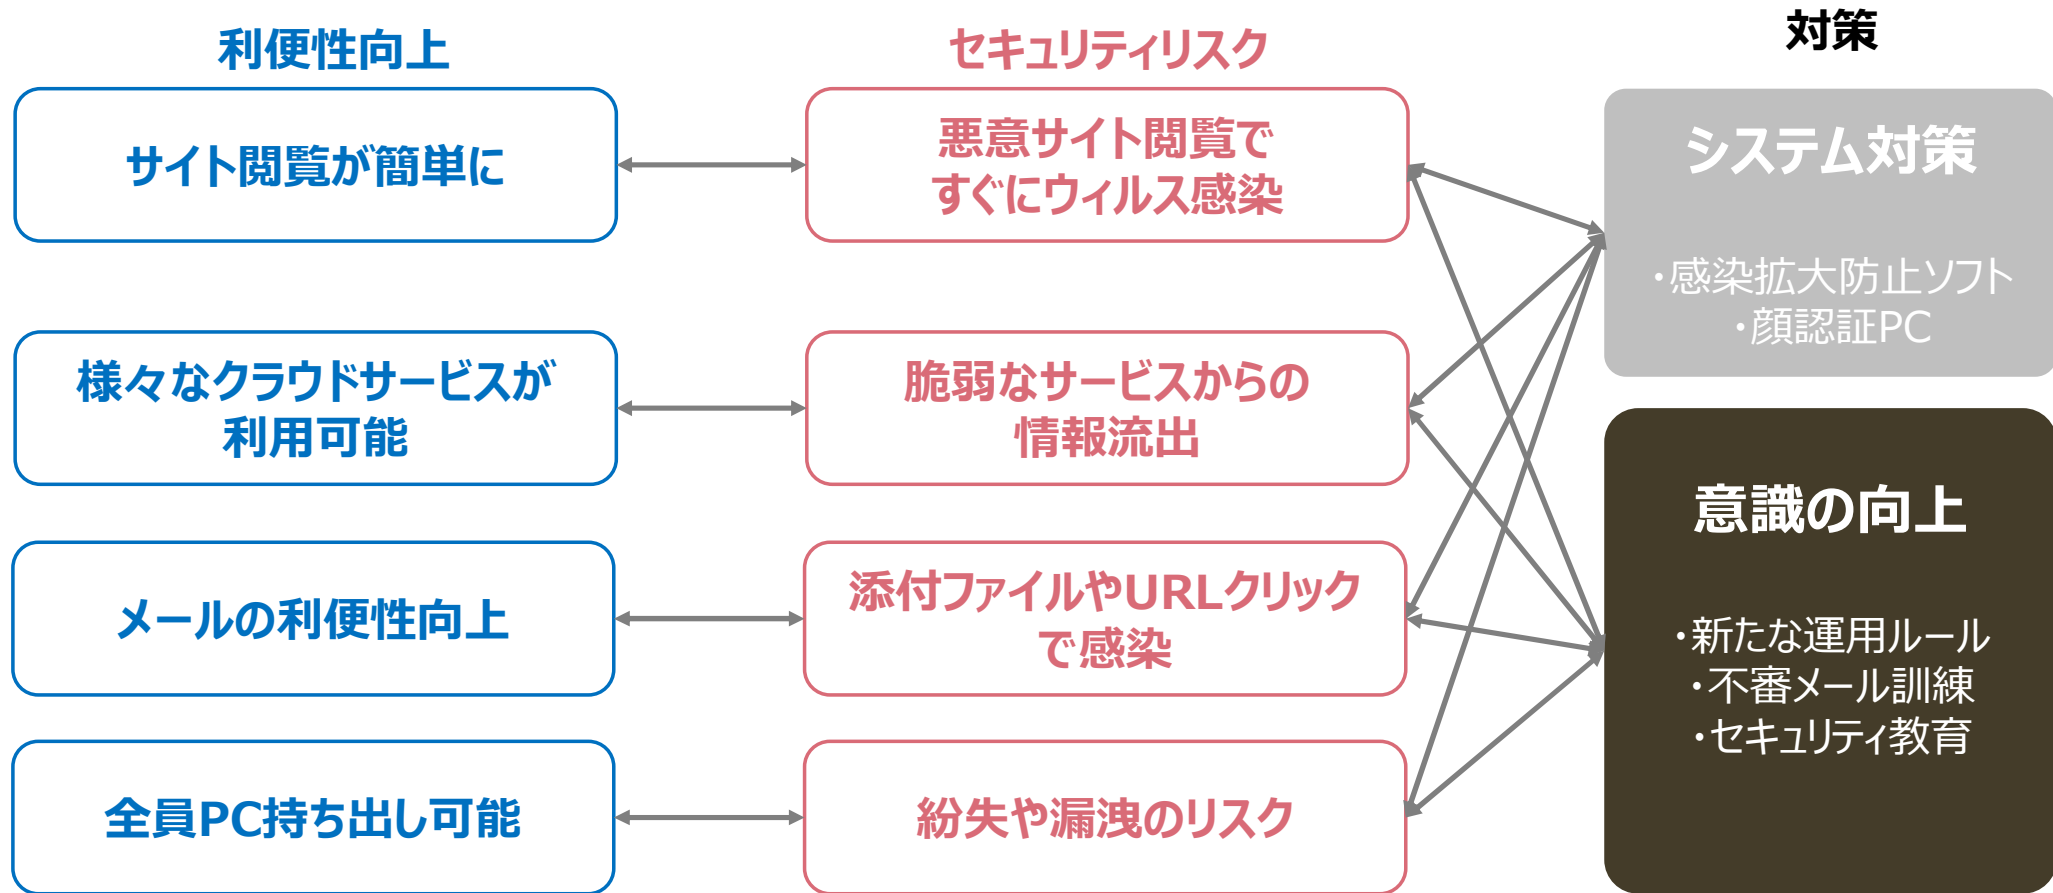 利便性向上
セキュリティリスク
対策
サイト閲覧が簡単に
悪意サイト閲覧で
すぐにウィルス感染
システム対策
・感染拡大防止ソフト
・顔認証PC
様々なクラウドサービスが
利用可能
脆弱なサービスからの
情報流出
意識の向上
・新たな運用ルール
・不審メール訓練
・セキュリティ教育
メールの利便性向上
添付ファイルやURLクリック
で感染
全員PC持ち出し可能
紛失や漏洩のリスク